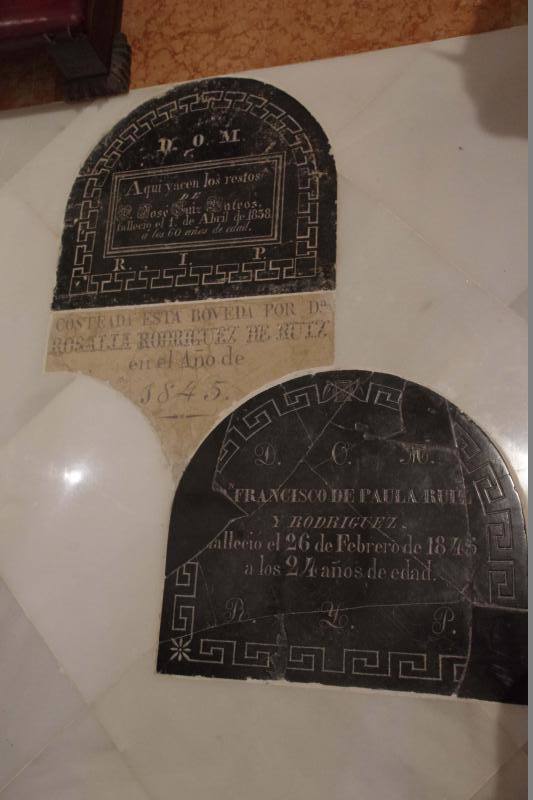 D. O. M.
Aqui yacen los restos
DE
D. José Ruiz Mateos,
falleció el 1. de Abril de 1838.
a los 60 años de edad.
R. I. P.
COSTEADA ESTA BOVEDA POR Dª
ROSALIA RODRIGUEZ DE RUIZ
en el Año de
1845.
D. O. M.
FRANCISCO DE PAULA RUIZ
Y RODRIGUEZ.
falleció el 26 de Febrero de 1845
a los 24 años de edad.
R. Y. P.